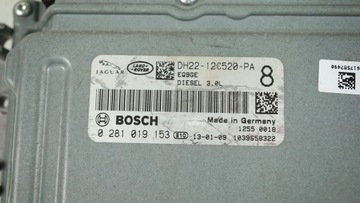 JAGUAR
LAND ROVER
DH22-12C520-PA
EQ9GE
DIESEL 3.0L
8
BOSCH
Made in Germany
1255 0018
0 281 019 153 E10 13-01-09 1039S58322